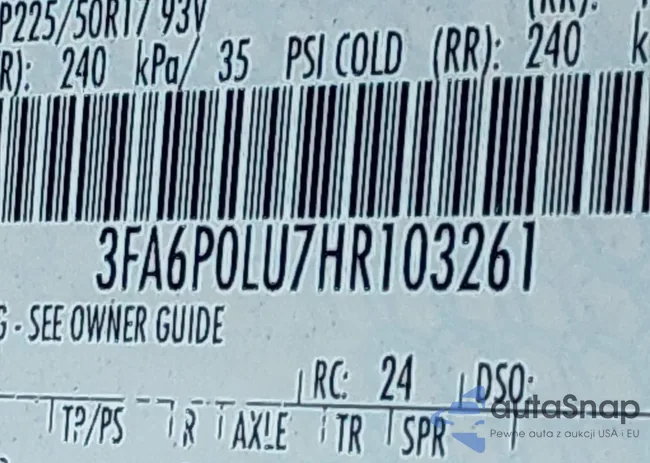 P225/50R17 93V (RR):
R): 240 kPa/ 35 PSI COLD (RR): 240 k
3FA6P0LU7HR103261
G - SEE OWNER GUIDE
RC: 24 DSO:
TP/PS R AXLE TR SPR
autaSnap
Pewne auta z aukcji USA i EU